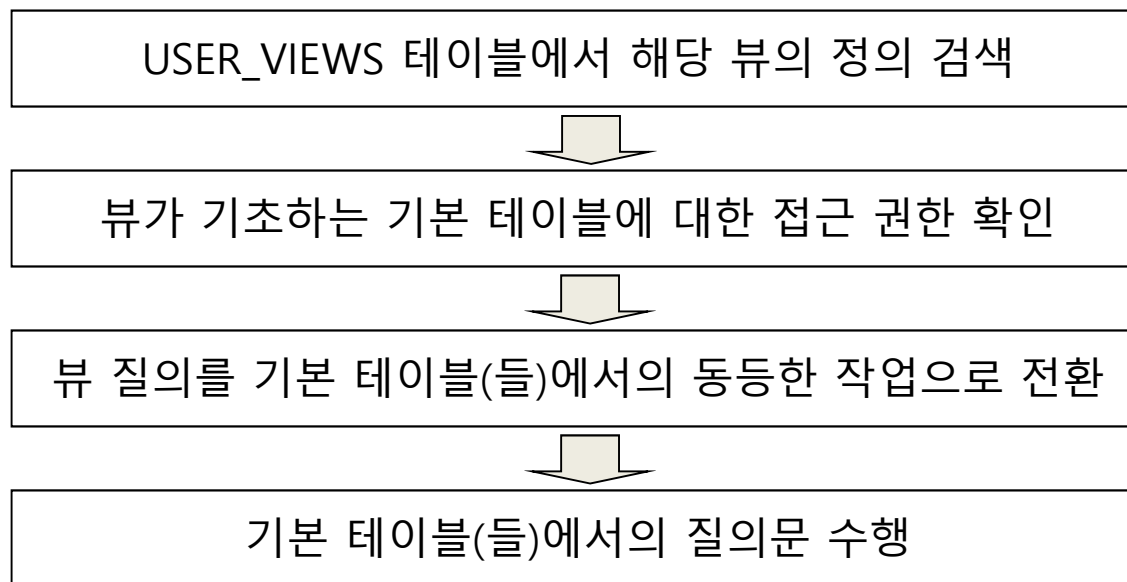 USER_VIEWS 테이블에서 해당 뷰의 정의 검색
뷰가 기초하는 기본 테이블에 대한 접근 권한 확인
뷰 질의를 기본 테이블(들)에서의 동등한 작업으로 전환
기본 테이블(들)에서의 질의문 수행